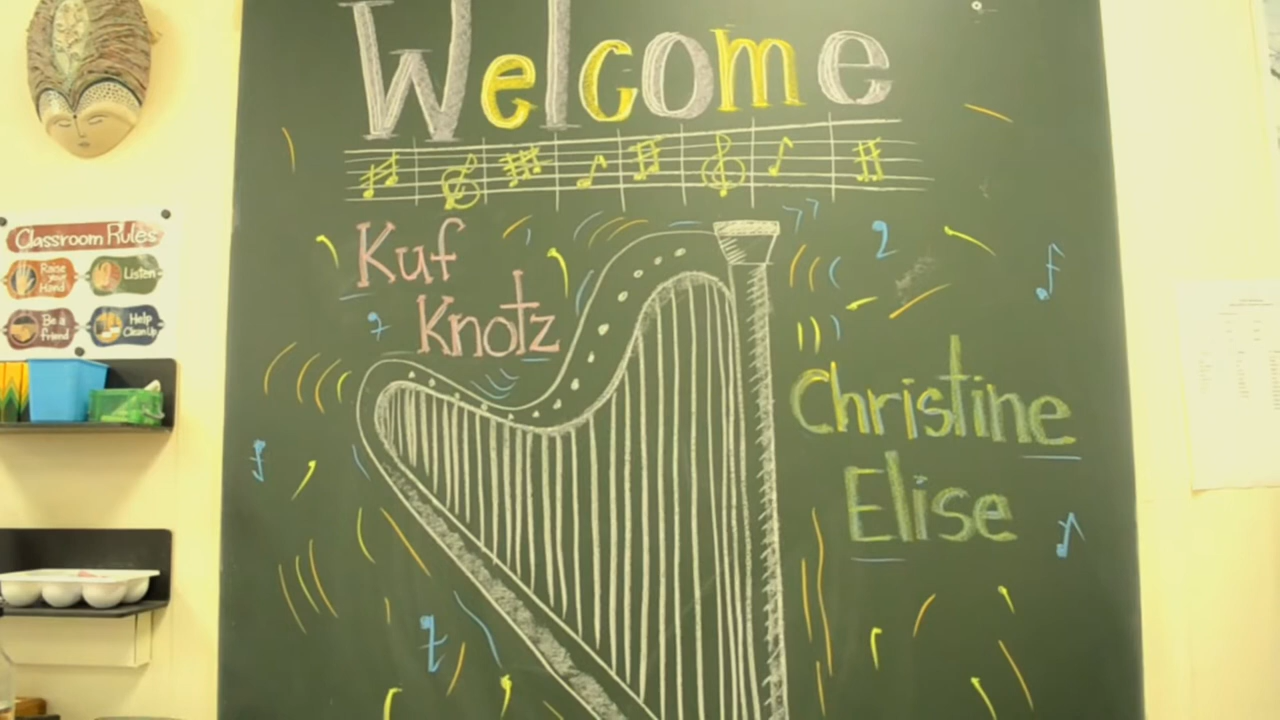 Welcome
Kuf
Knotz
Christine
Elise
Classroom Rules
Raise
your
Hand
Listen
Be a
friend
Help
Clean Up